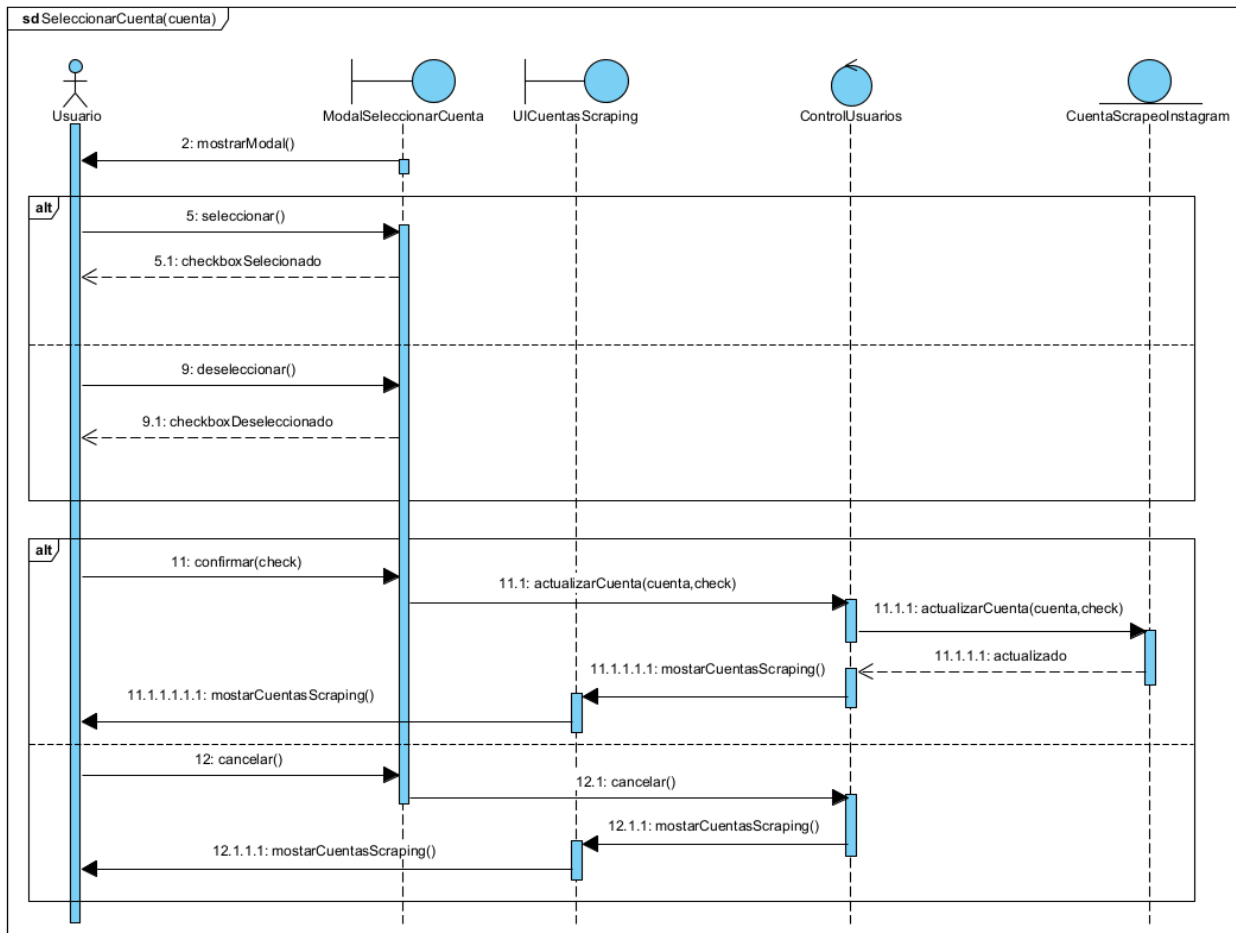 sd SeleccionarCuenta(cuenta)
Usuario
ModalSeleccionarCuenta
UICuentasScraping
ControlUsuarios
CuentaScrapeoInstagram
2: mostrarModal()
alt
5: seleccionar()
5.1: checkboxSelecionado
9: deseleccionar()
9.1: checkboxDeseleccionado
alt
11: confirmar(check)
11.1: actualizarCuenta(cuenta,check)
11.1.1: actualizarCuenta(cuenta,check)
11.1.1.1: actualizado
11.1.1.1.1: mostarCuentasScraping()
11.1.1.1.1.1: mostarCuentasScraping()
12: cancelar()
12.1: cancelar()
12.1.1: mostarCuentasScraping()
12.1.1.1: mostarCuentasScraping()